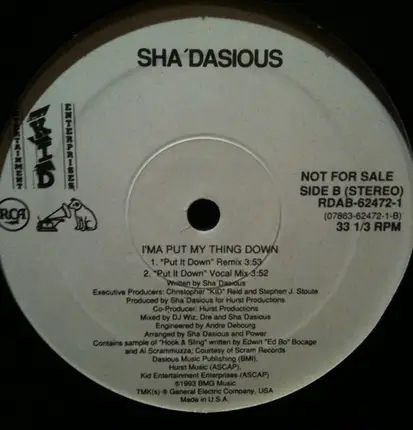 SHA'DASIOUS
ENTERTAINMENT
KID
ENTERPRISES
RCA
NOT FOR SALE
SIDE B (STEREO)
RDAB-62472-1
(07863-62472-1-B)
33 1/3 RPM
I'MA PUT MY THING DOWN
1. "Put It Down" Remix 3:53
2. "Put It Down" Vocal Mix 3:52
Written by Sha' Dasious
Executive Producers: Christopher "KID" Reid and Stephen J. Stoute
Produced by Sha Dasious for Hurst Productions
Co-Producer: Hurst Productions
Mixed by DJ Wiz, Dre and Sha Dasious
Engineered by Andre Debourg
Arranged by Sha Dasious and Power
Contains sample of "Hook & Sling" written by Edwin "Ed Bo" Bocage
and Al Scrammuzza; Courtesy of Scram Records
Dasious Music Publishing (BMI),
Hurst Music (ASCAP),
Kid Entertainment Enterprises (ASCAP)
©1993 BMG Music
TMK(s) ® General Electric Company, USA
Made in U.S.A.